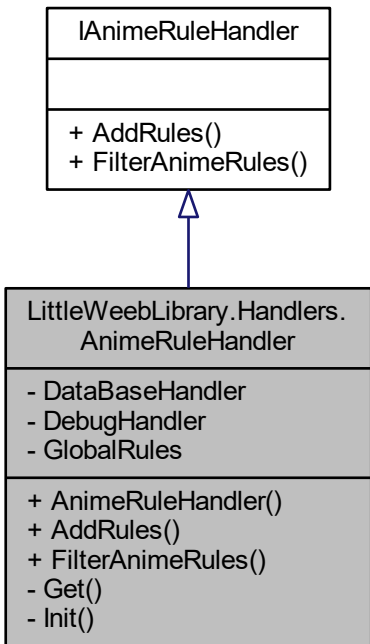 IAnimeRuleHandler
+ AddRules()
+ FilterAnimeRules()
LittleWeebLibrary.Handlers.
AnimeRuleHandler
- DataBaseHandler
- DebugHandler
- GlobalRules
+ AnimeRuleHandler()
+ AddRules()
+ FilterAnimeRules()
- Get()
- Init()